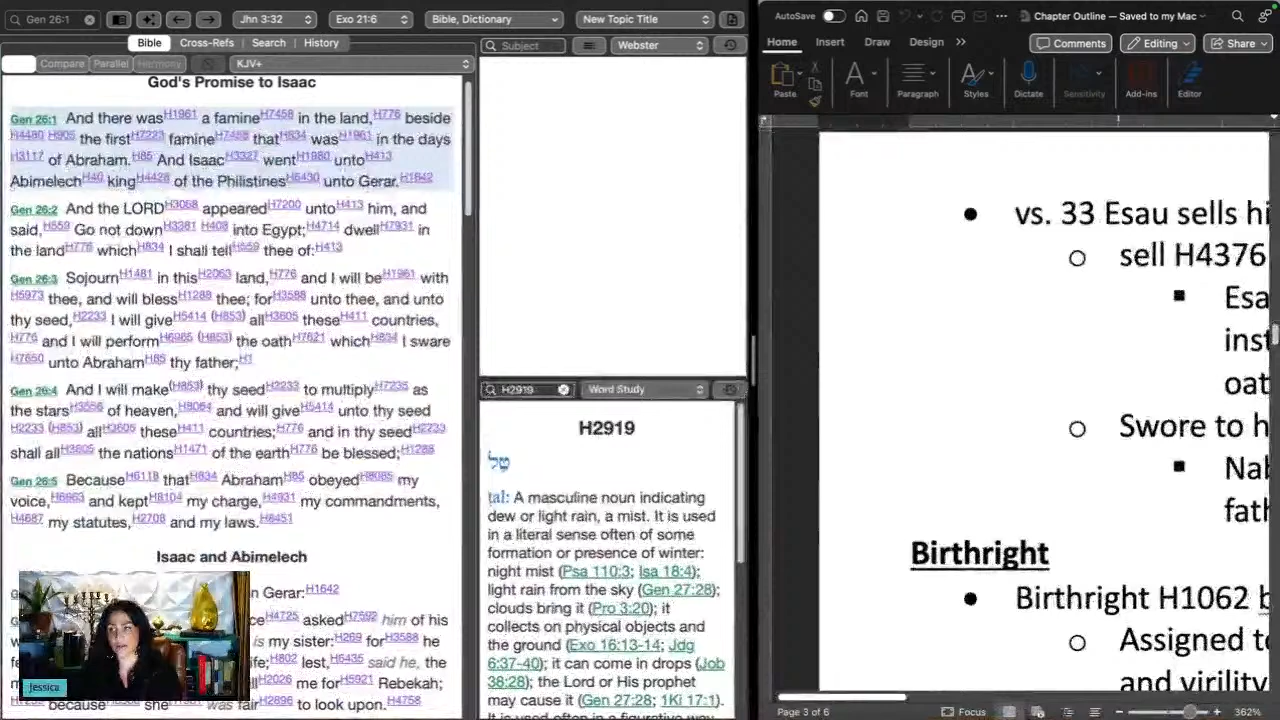 Gen 26:1
Jhn 3:32
Exo 21:6
Bible, Dictionary
New Topic Title
Bible
Cross-Refs
Search
History
Subject
Webster
Compare
Parallel
Harmony
KJV+
God's Promise to Isaac
Gen 26:1 And there was H1961 a famine H7458 in the land, H776 beside
H4480 H905 the first H7223 famine H7458 that H834 was H1961 in the days
H3117 of Abraham. H85 And Isaac H3327 went H1980 unto H413
Abimelech H40 king H4428 of the Philistines H6430 unto Gerar. H1642
Gen 26:2 And the LORD H3068 appeared H7200 unto H413 him, and
said, H559 Go not down H3381 H408 into Egypt; H4714 dwell H7931 in
the land H776 which H834 I shall tell H559 thee of: H413
Gen 26:3 Sojourn H1481 in this H2063 land, H776 and I will be H1961 with
H5973 thee, and will bless H1288 thee; for H3588 unto thee, and unto
thy seed, H2233 I will give H5414 (H853) all H3605 these H411 countries,
H776 and I will perform H6965 (H853) the oath H7621 which H834 I sware
H7650 unto Abraham H85 thy father; H1
Gen 26:4 And I will make (H853) thy seed H2233 to multiply H7235 as
the stars H3556 of heaven, H8064 and will give H5414 unto thy seed
H2233 (H853) all H3605 these H411 countries; H776 and in thy seed H2233
shall all H3605 the nations H1471 of the earth H776 be blessed; H1288
Gen 26:5 Because H6118 that H834 Abraham H85 obeyed H8085 my
voice, H6963 and kept H8104 my charge, H4931 my commandments,
H4687 my statutes, H2708 and my laws. H8451
Isaac and Abimelech
n Gerar: H1642
ce H4725 asked H7592 him of his
is my sister: H269 for H3588 he
fe; H802 lest, H6435 said he, the
ll H2026 me for H5921 Rebekah;
because she was fair H2896 to look upon. H4758
Jessica
H2919
Word Study
H2919
טַל
ṭal: A masculine noun indicating
dew or light rain, a mist. It is used
in a literal sense often of some
formation or presence of winter:
night mist (Psa 110:3; Isa 18:4);
light rain from the sky (Gen 27:28);
clouds bring it (Pro 3:20); it
collects on physical objects and
the ground (Exo 16:13-14; Jdg
6:37-40); it can come in drops (Job
38:28); the Lord or His prophet
may cause it (Gen 27:28; 1Ki 17:1).
It is used often in a figurative way
AutoSave
Chapter Outline — Saved to my Mac
Home
Insert
Draw
Design
Comments
Editing
Share
Paste
Font
Paragraph
Styles
Dictate
Sensitivity
Add-ins
Editor
• vs. 33 Esau sells hi
○ sell H4376
▪ Esa
inst
oat
○ Swore to h
▪ Nab
fath
Birthright
• Birthright H1062 b
○ Assigned to
and virility
Page 3 of 6
Focus
362%